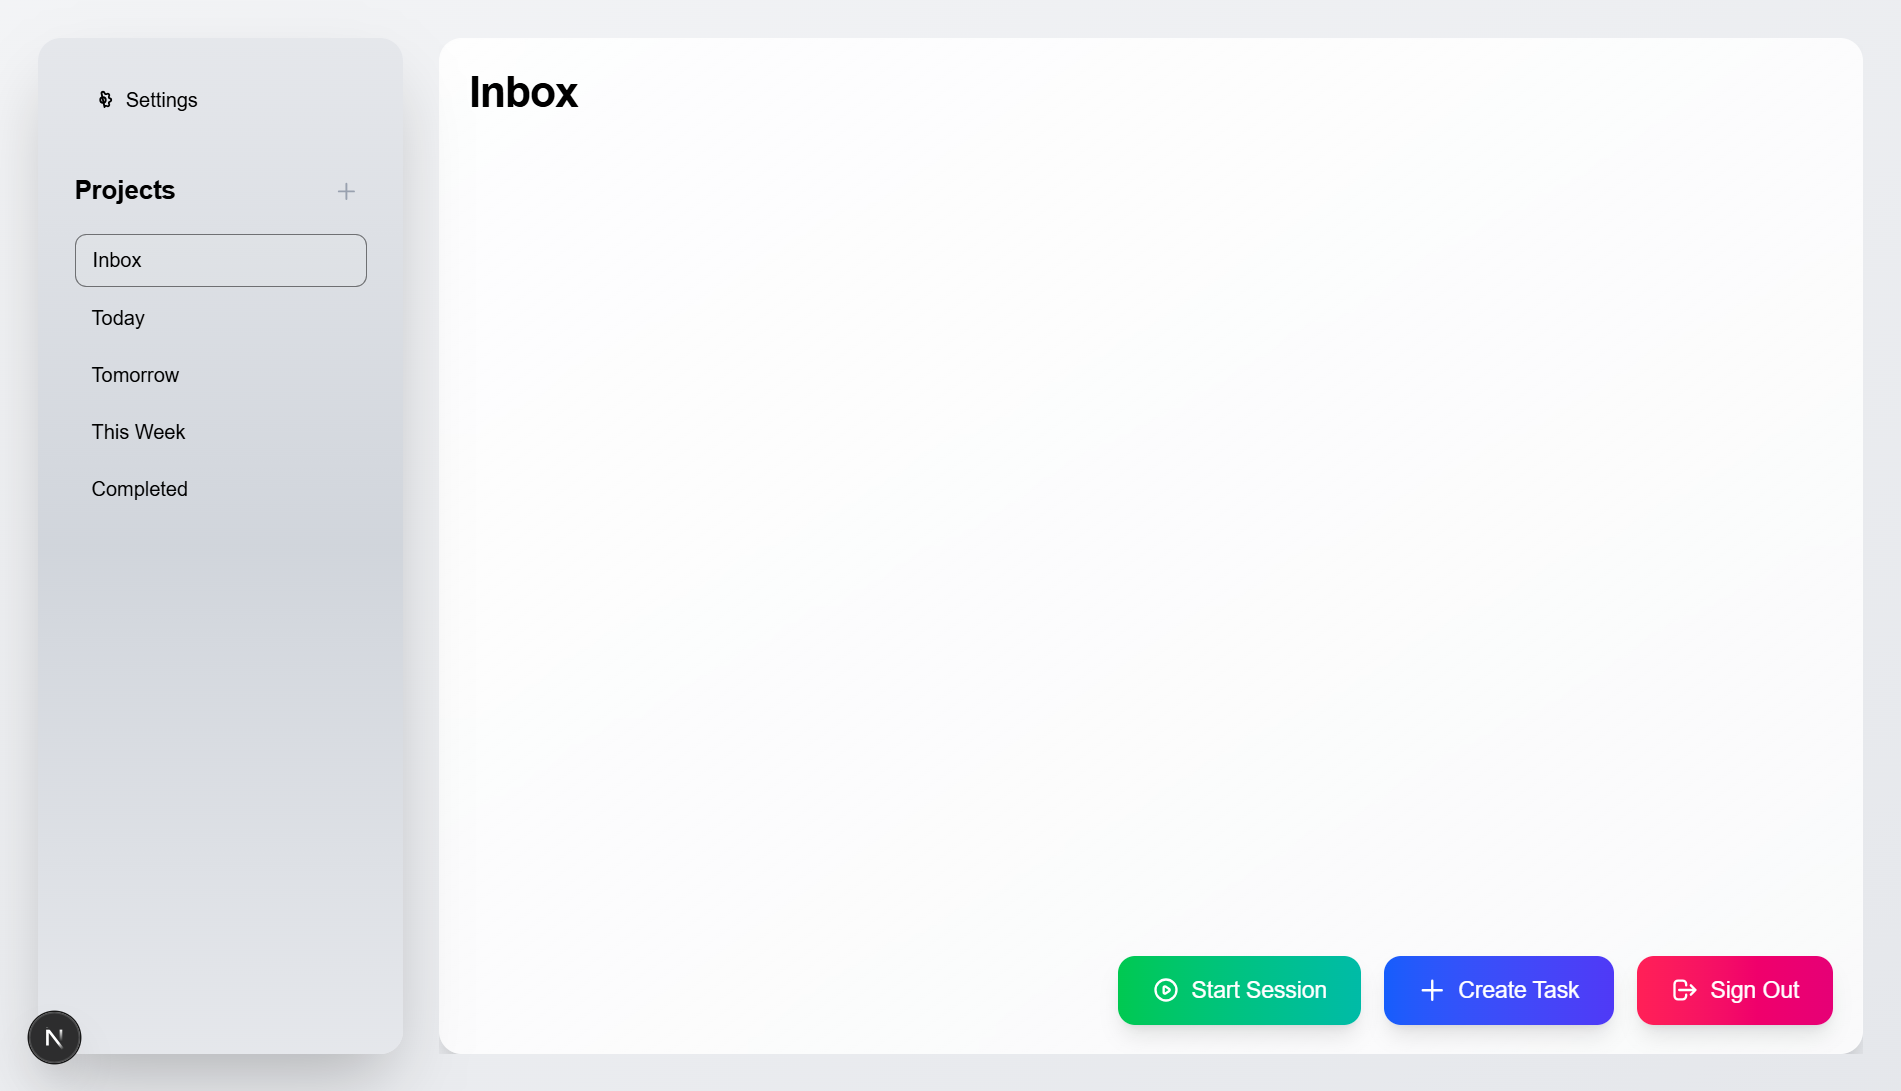 Settings
Projects
Inbox
Today
Tomorrow
This Week
Completed
N
Inbox
Start Session
Create Task
Sign Out